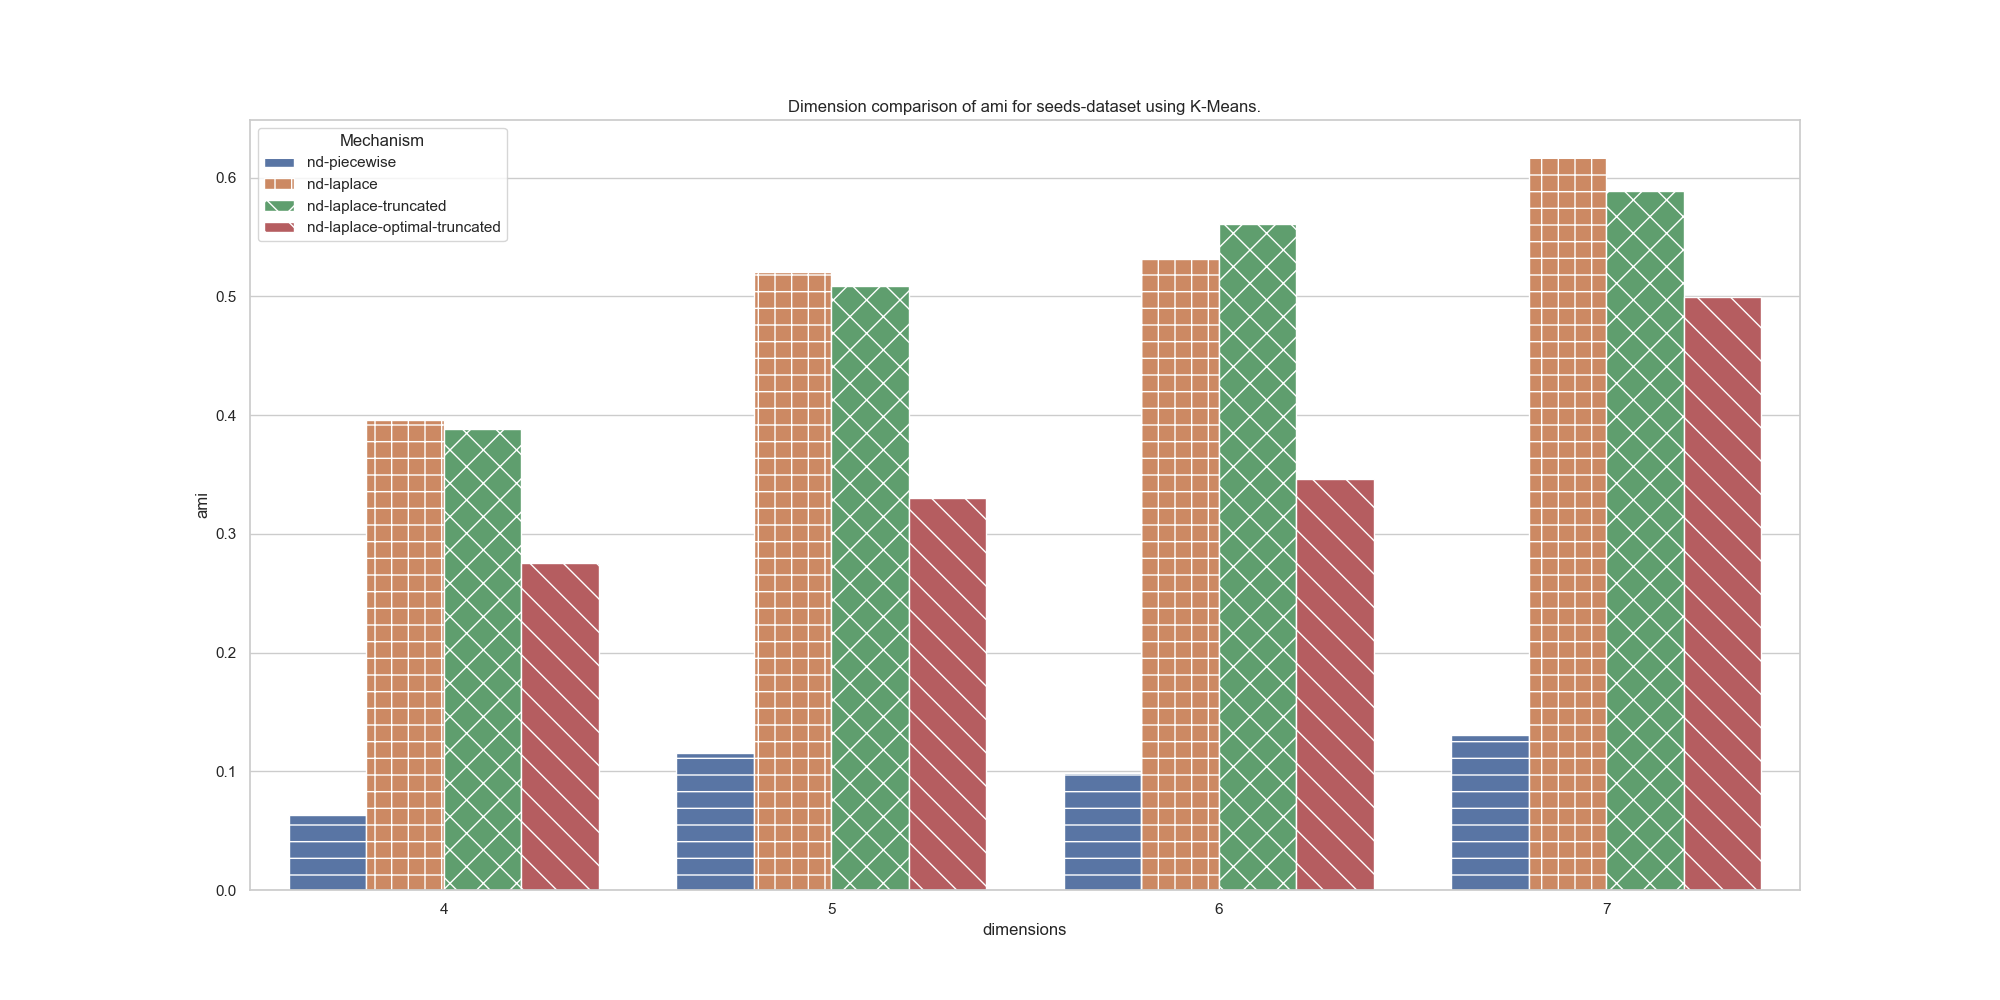 Dimension comparison of ami for seeds-dataset using K-Means.
Mechanism
nd-piecewise
nd-laplace
nd-laplace-truncated
nd-laplace-optimal-truncated
0.6
0.5
0.4
0.3
0.2
0.1
0.0
ami
4 5 6 7
dimensions